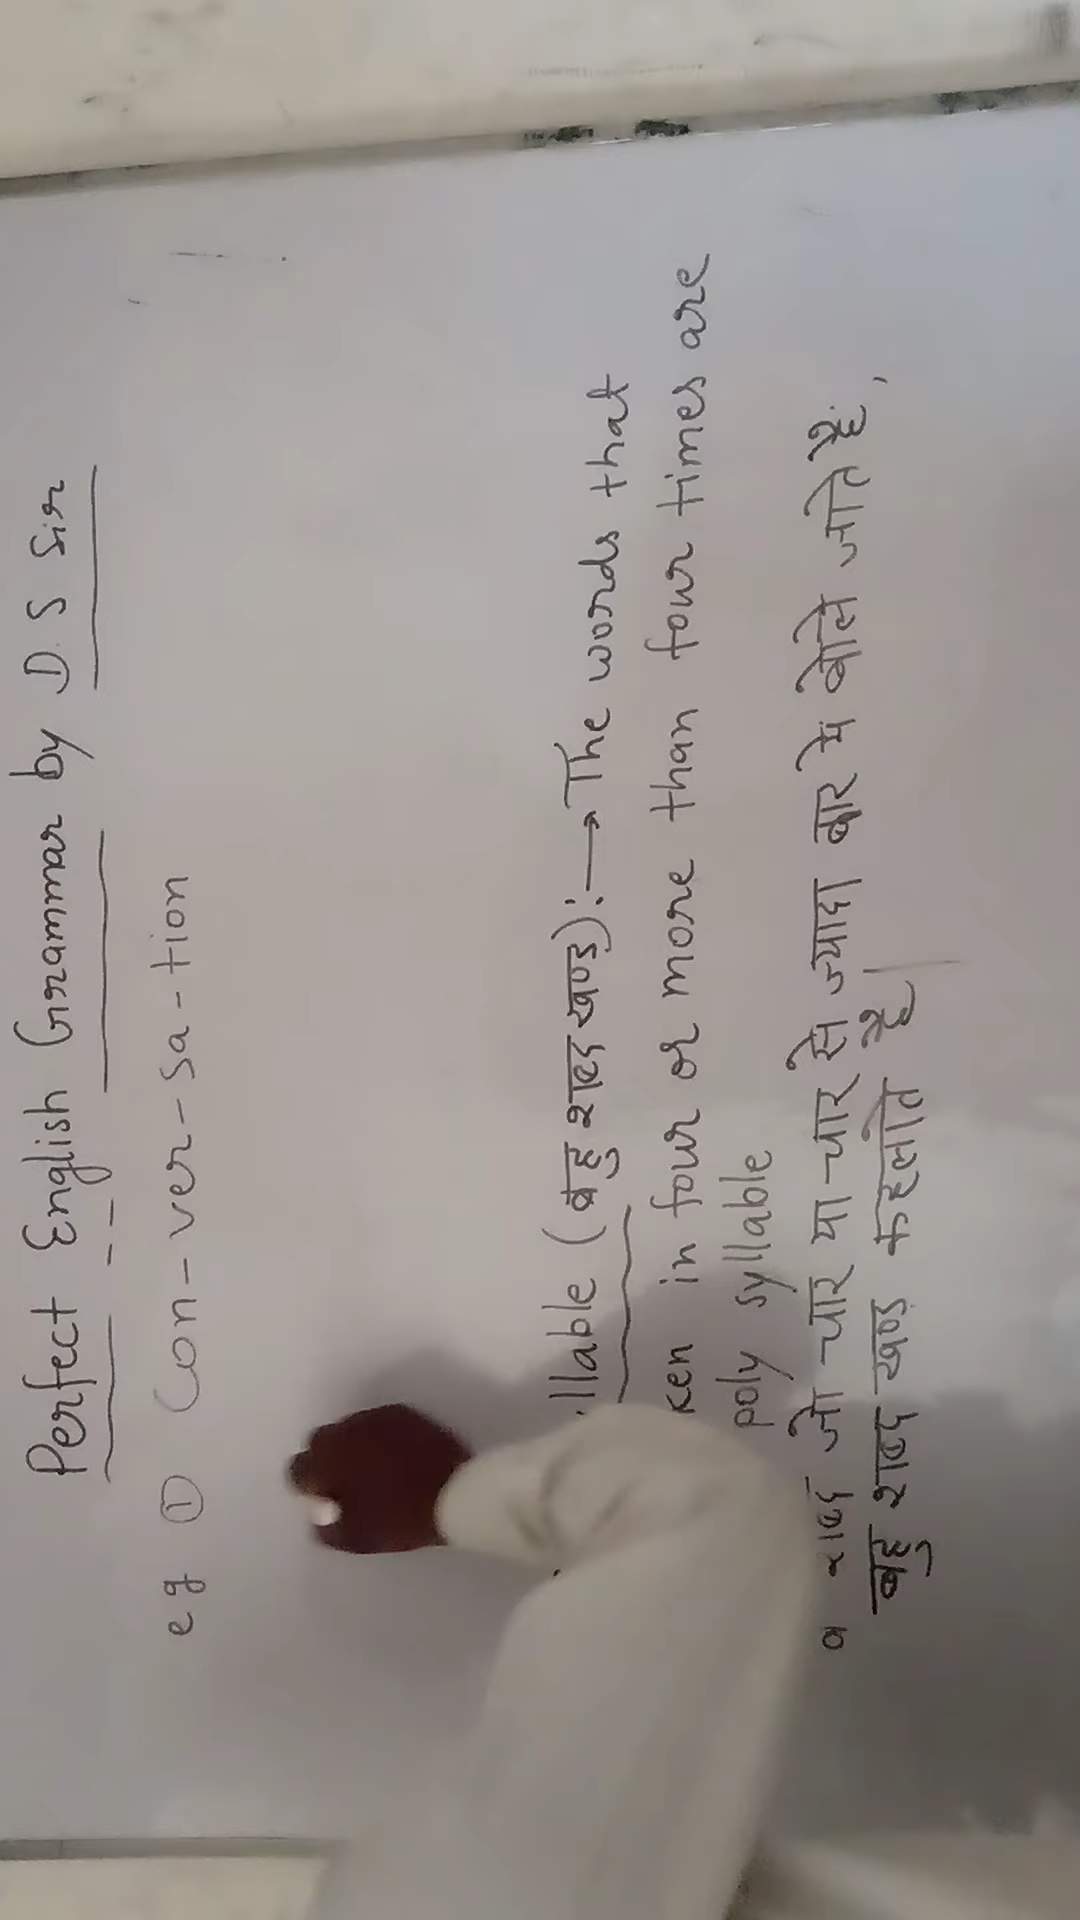 Perfect English Grammar by D.S Sir
eg ① Con-ver-sa-tion
llable (बहु शब्द खण्ड):→ The words that
ken in four or more than four times are
poly syllable
व शब्द जो चार या चार से ज्यादा बार में बोले जाते हैं,
बहु शब्द खण्ड कहलाते हैं|